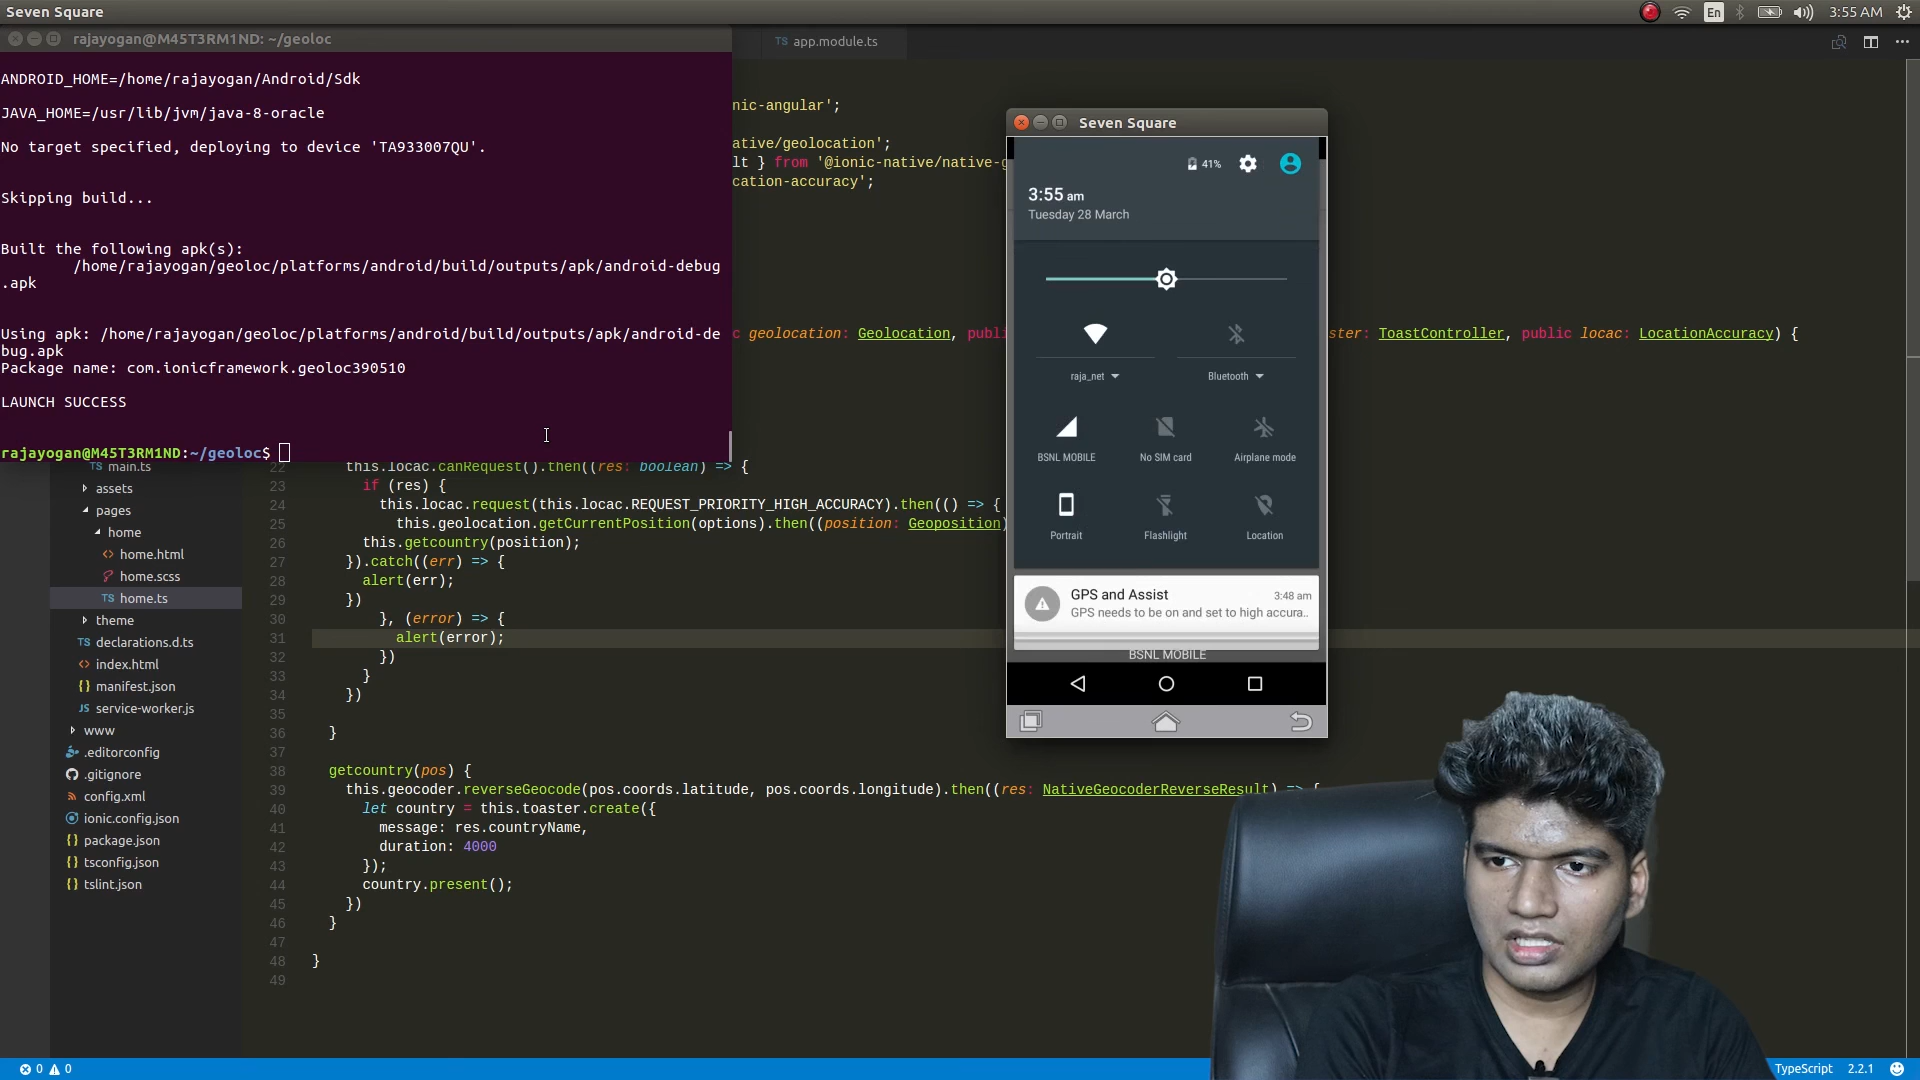 Seven Square
En
3:55 AM
rajayogan@M45T3RM1ND: ~/geoloc
TS app.module.ts
ANDROID_HOME=/home/rajayogan/Android/Sdk
JAVA_HOME=/usr/lib/jvm/java-8-oracle
No target specified, deploying to device 'TA933007QU'.
Skipping build...
Built the following apk(s):
/home/rajayogan/geoloc/platforms/android/build/outputs/apk/android-debug
.apk
Using apk: /home/rajayogan/geoloc/platforms/android/build/outputs/apk/android-de
bug.apk
Package name: com.ionicframework.geoloc390510
LAUNCH SUCCESS
rajayogan@M45T3RM1ND:~/geoloc$
nic-angular';
native/geolocation';
lt } from '@ionic-native/native-g
cation-accuracy';
c geolocation: Geolocation, publi
ster: ToastController, public locac: LocationAccuracy) {
Seven Square
41%
3:55 am
Tuesday 28 March
raja_net
Bluetooth
BSNL MOBILE
No SIM card
Airplane mode
Portrait
Flashlight
Location
GPS and Assist
3:48 am
GPS needs to be on and set to high accura..
BSNL MOBILE
TS main.ts
assets
pages
home
<> home.html
home.scss
TS home.ts
theme
TS declarations.d.ts
<> index.html
{} manifest.json
JS service-worker.js
www
.editorconfig
.gitignore
config.xml
ionic.config.json
{} package.json
{} tsconfig.json
{} tslint.json
22 this.locac.canRequest().then((res: boolean) => {
23 if (res) {
24 this.locac.request(this.locac.REQUEST_PRIORITY_HIGH_ACCURACY).then(() => {
25 this.geolocation.getCurrentPosition(options).then((position: Geoposition)
26 this.getcountry(position);
27 }).catch((err) => {
28 alert(err);
29 })
30 }, (error) => {
31 alert(error);
32 })
33 }
34 })
35
36 }
37
38 getcountry(pos) {
39 this.geocoder.reverseGeocode(pos.coords.latitude, pos.coords.longitude).then((res: NativeGeocoderReverseResult) => {
40 let country = this.toaster.create({
41 message: res.countryName,
42 duration: 4000
43 });
44 country.present();
45 })
46 }
47
48 }
49
0 0
TypeScript 2.2.1